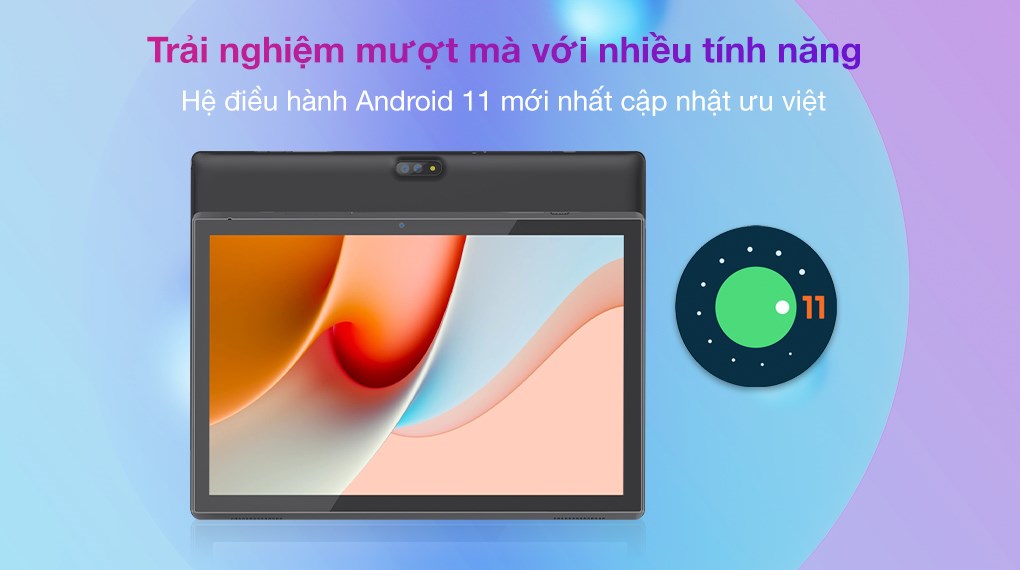 Trải nghiệm mượt mà với nhiều tính năng
Hệ điều hành Android 11 mới nhất cập nhật ưu việt
11